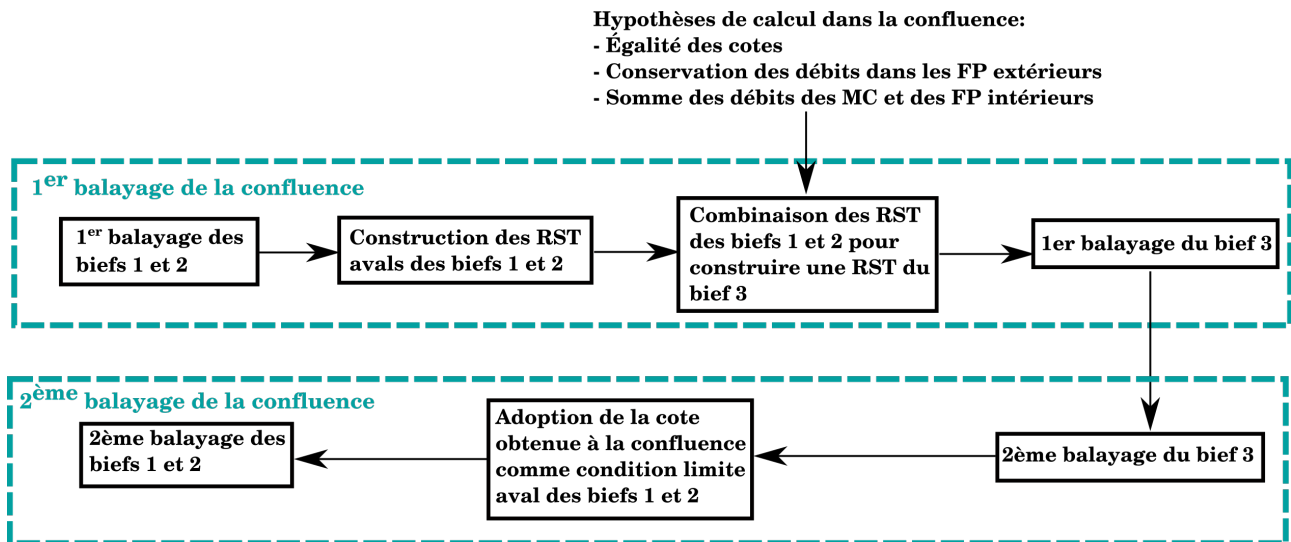 Hypothèses de calcul dans la confluence:
- Égalité des cotes
- Conservation des débits dans les FP extérieurs
- Somme des débits des MC et des FP intérieurs
1er balayage de la confluence
1er balayage des
biefs 1 et 2
Construction des RST
avals des biefs 1 et 2
Combinaison des RST
des biefs 1 et 2 pour
construire une RST du
bief 3
1er balayage du bief 3
2ème balayage de la confluence
2ème balayage des
biefs 1 et 2
Adoption de la cote
obtenue à la confluence
comme condition limite
aval des biefs 1 et 2
2ème balayage du bief 3